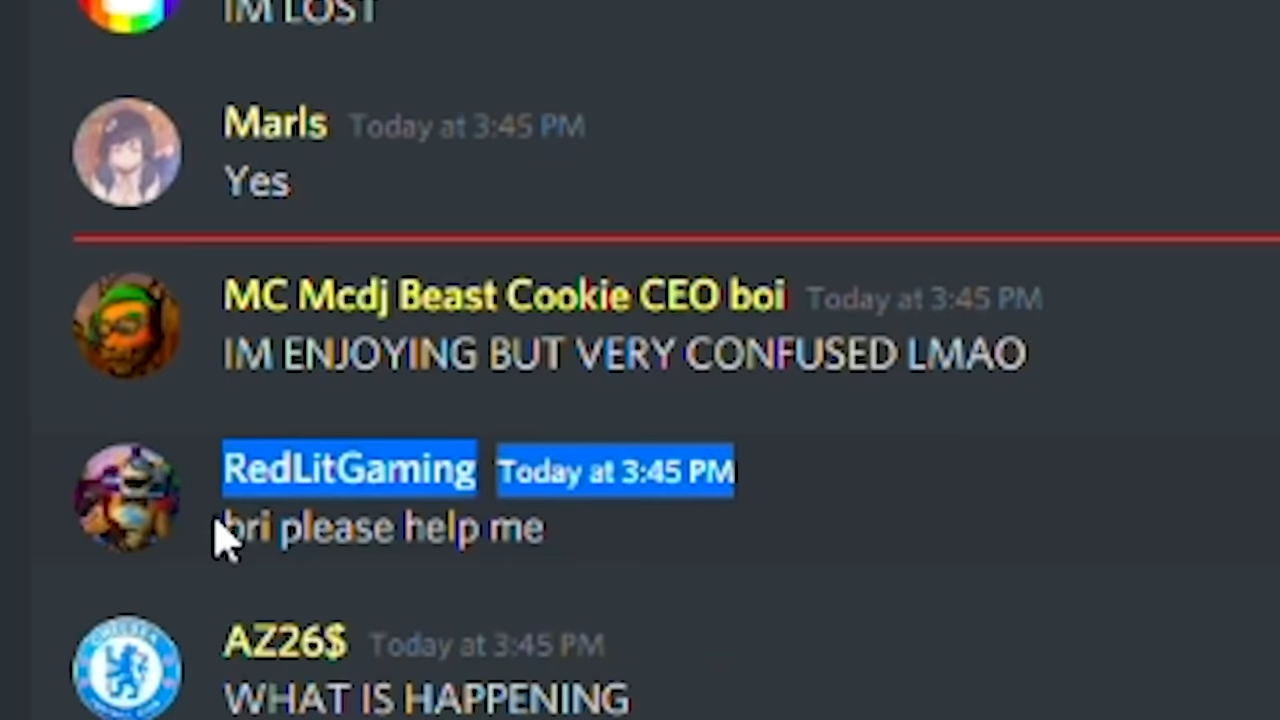 IM LOST
Marls Today at 3:45 PM
Yes
MC Mcdj Beast Cookie CEO boi Today at 3:45 PM
IM ENJOYING BUT VERY CONFUSED LMAO
RedLitGaming Today at 3:45 PM
bri please help me
AZ26$ Today at 3:45 PM
CHELSEA
WHAT IS HAPPENING